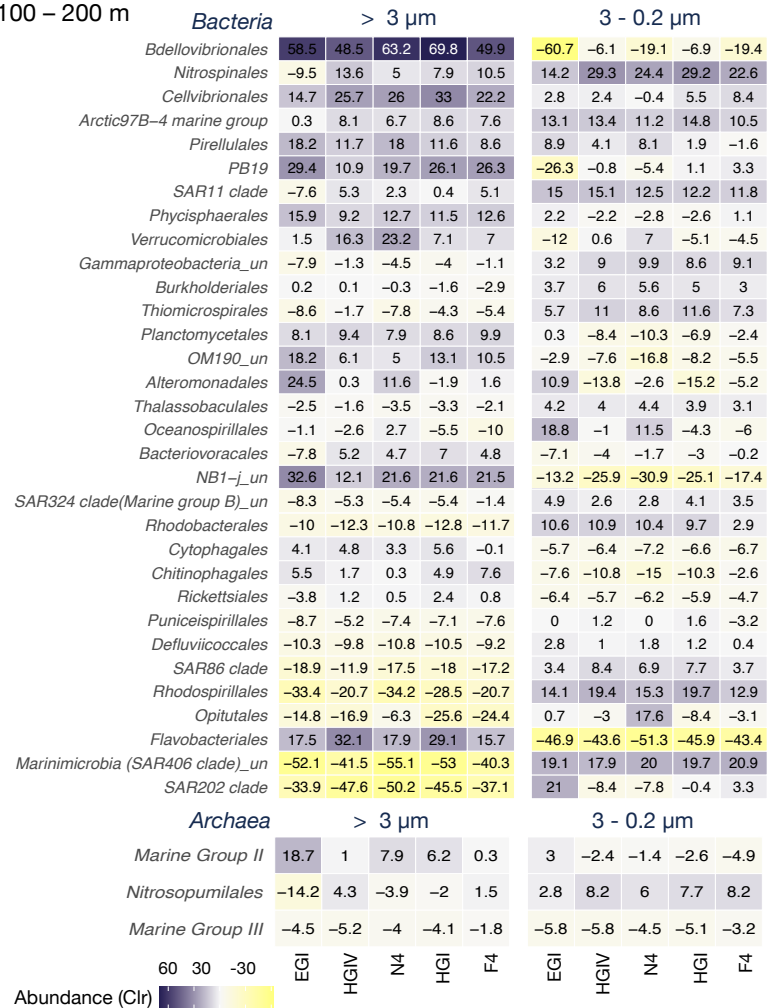 100 – 200 m
Bacteria > 3 µm 3 - 0.2 µm
Bdellovibrionales 58.5 48.5 63.2 69.8 49.9 −60.7 −6.1 −19.1 −6.9 −19.4
Nitrospinales −9.5 13.6 5 7.9 10.5 14.2 29.3 24.4 29.2 22.6
Cellvibrionales 14.7 25.7 26 33 22.2 2.8 2.4 −0.4 5.5 8.4
Arctic97B−4 marine group 0.3 8.1 6.7 8.6 7.6 13.1 13.4 11.2 14.8 10.5
Pirellulales 18.2 11.7 18 11.6 8.6 8.9 4.1 8.1 1.9 −1.6
PB19 29.4 10.9 19.7 26.1 26.3 −26.3 −0.8 −5.4 1.1 3.3
SAR11 clade −7.6 5.3 2.3 0.4 5.1 15 15.1 12.5 12.2 11.8
Phycisphaerales 15.9 9.2 12.7 11.5 12.6 2.2 −2.2 −2.8 −2.6 1.1
Verrucomicrobiales 1.5 16.3 23.2 7.1 7 −12 0.6 7 −5.1 −4.5
Gammaproteobacteria_un −7.9 −1.3 −4.5 −4 −1.1 3.2 9 9.9 8.6 9.1
Burkholderiales 0.2 0.1 −0.3 −1.6 −2.9 3.7 6 5.6 5 3
Thiomicrospirales −8.6 −1.7 −7.8 −4.3 −5.4 5.7 11 8.6 11.6 7.3
Planctomycetales 8.1 9.4 7.9 8.6 9.9 0.3 −8.4 −10.3 −6.9 −2.4
OM190_un 18.2 6.1 5 13.1 10.5 −2.9 −7.6 −16.8 −8.2 −5.5
Alteromonadales 24.5 0.3 11.6 −1.9 1.6 10.9 −13.8 −2.6 −15.2 −5.2
Thalassobaculales −2.5 −1.6 −3.5 −3.3 −2.1 4.2 4 4.4 3.9 3.1
Oceanospirillales −1.1 −2.6 2.7 −5.5 −10 18.8 −1 11.5 −4.3 −6
Bacteriovoracales −7.8 5.2 4.7 7 4.8 −7.1 −4 −1.7 −3 −0.2
NB1−j_un 32.6 12.1 21.6 21.6 21.5 −13.2 −25.9 −30.9 −25.1 −17.4
SAR324 clade(Marine group B)_un −8.3 −5.3 −5.4 −5.4 −1.4 4.9 2.6 2.8 4.1 3.5
Rhodobacterales −10 −12.3 −10.8 −12.8 −11.7 10.6 10.9 10.4 9.7 2.9
Cytophagales 4.1 4.8 3.3 5.6 −0.1 −5.7 −6.4 −7.2 −6.6 −6.7
Chitinophagales 5.5 1.7 0.3 4.9 7.6 −7.6 −10.8 −15 −10.3 −2.6
Rickettsiales −3.8 1.2 0.5 2.4 0.8 −6.4 −5.7 −6.2 −5.9 −4.7
Puniceispirillales −8.7 −5.2 −7.4 −7.1 −7.6 0 1.2 0 1.6 −3.2
Defluviicoccales −10.3 −9.8 −10.8 −10.5 −9.2 2.8 1 1.8 1.2 0.4
SAR86 clade −18.9 −11.9 −17.5 −18 −17.2 3.4 8.4 6.9 7.7 3.7
Rhodospirillales −33.4 −20.7 −34.2 −28.5 −20.7 14.1 19.4 15.3 19.7 12.9
Opitutales −14.8 −16.9 −6.3 −25.6 −24.4 0.7 −3 17.6 −8.4 −3.1
Flavobacteriales 17.5 32.1 17.9 29.1 15.7 −46.9 −43.6 −51.3 −45.9 −43.4
Marinimicrobia (SAR406 clade)_un −52.1 −41.5 −55.1 −53 −40.3 19.1 17.9 20 19.7 20.9
SAR202 clade −33.9 −47.6 −50.2 −45.5 −37.1 21 −8.4 −7.8 −0.4 3.3
Archaea > 3 µm 3 - 0.2 µm
Marine Group II 18.7 1 7.9 6.2 0.3 3 −2.4 −1.4 −2.6 −4.9
Nitrosopumilales −14.2 4.3 −3.9 −2 1.5 2.8 8.2 6 7.7 8.2
Marine Group III −4.5 −5.2 −4 −4.1 −1.8 −5.8 −5.8 −4.5 −5.1 −3.2
EGI HGIV N4 HGI F4 EGI HGIV N4 HGI F4
60 30 -30
Abundance (Clr)